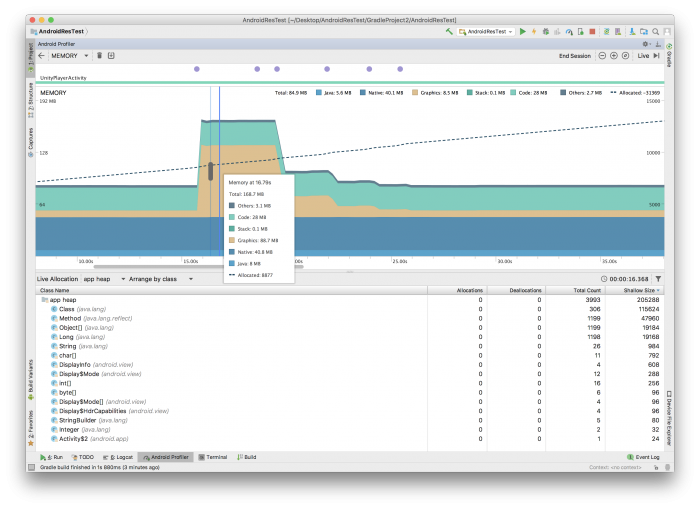 AndroidResTest [~/Desktop/AndroidResTest/GradleProject2/AndroidResTest]
AndroidResTest
AndroidResTest
Android Profiler
MEMORY
End Session
Live
1: Project
Gradle
UnityPlayerActivity
MEMORY
Total: 84.9 MB
Java: 5.6 MB
Native: 40.1 MB
Graphics: 8.5 MB
Stack: 0.1 MB
Code: 28 MB
Others: 2.7 MB
Allocated: ~31369
192 MB
15000
Z: Structure
Captures
128
10000
64
5000
Memory at 16.79s
Total: 168.7 MB
Others: 3.1 MB
Code: 28 MB
Stack: 0.1 MB
Graphics: 88.7 MB
Native: 40.8 MB
Java: 8 MB
Allocated: 8877
10.00s
15.00s
20.00s
25.00s
30.00s
35.00s
Live Allocation app heap Arrange by class 00:00:16.368
Class Name Allocations Deallocations Total Count Shallow Size
app heap 0 0 3993 205288
Class (java.lang) 0 0 306 115624
Method (java.lang.reflect) 0 0 1199 47960
Object[] (java.lang) 0 0 1199 19184
Long (java.lang) 0 0 1198 19168
String (java.lang) 0 0 26 984
char[] 0 0 11 792
DisplayInfo (android.view) 0 0 4 608
Display$Mode (android.view) 0 0 12 288
int[] 0 0 16 256
byte[] 0 0 6 96
Display$Mode[] (android.view) 0 0 4 96
Display$HdrCapabilities (android.view) 0 0 4 96
StringBuilder (java.lang) 0 0 5 80
Integer (java.lang) 0 0 2 32
Activity$2 (android.app) 0 0 1 24
Build Variants
2: Favorites
Device File Explorer
4: Run
TODO
6: Logcat
Android Profiler
Terminal
Build
Event Log
Gradle build finished in 1s 880ms (3 minutes ago)
Context: <no context>